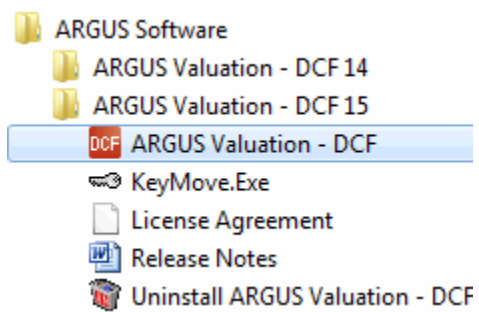 ARGUS Software
ARGUS Valuation - DCF 14
ARGUS Valuation - DCF 15
DCF ARGUS Valuation - DCF
KeyMove.Exe
License Agreement
Release Notes
Uninstall ARGUS Valuation - DCF